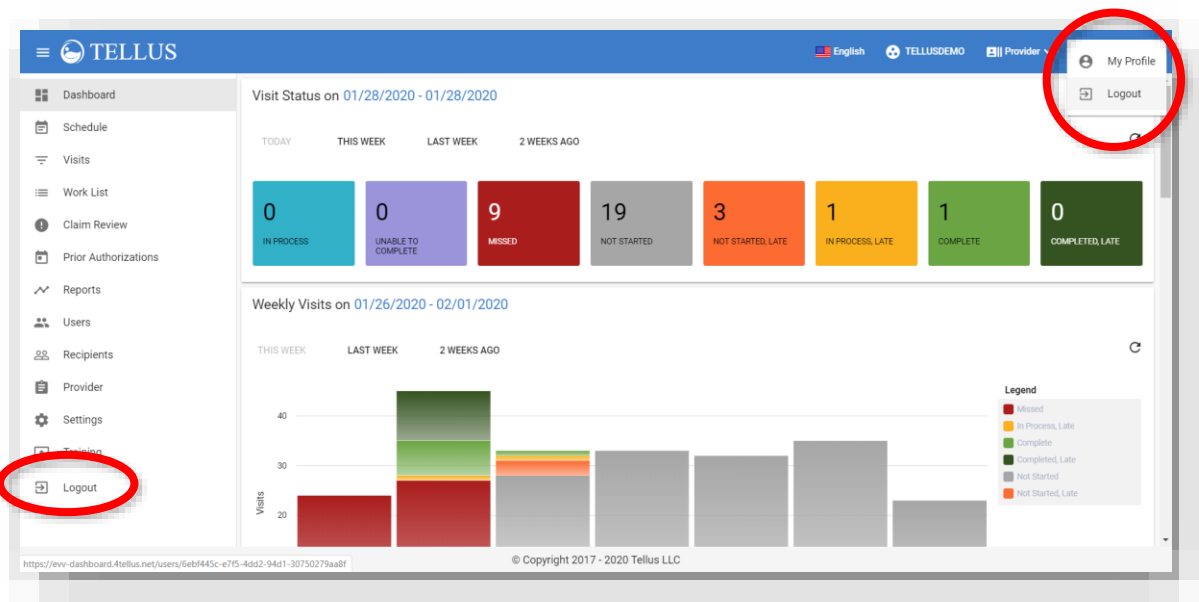 TELLUS
English
TELLUSDEMO
Provider
My Profile
Logout
Dashboard
Schedule
Visits
Work List
Claim Review
Prior Authorizations
Reports
Users
Recipients
Provider
Settings
Training
Logout
Visit Status on 01/28/2020 - 01/28/2020
TODAY THIS WEEK LAST WEEK 2 WEEKS AGO
0
IN PROCESS
0
UNABLE TO
COMPLETE
9
MISSED
19
NOT STARTED
3
NOT STARTED, LATE
1
IN PROCESS, LATE
1
COMPLETE
0
COMPLETED, LATE
Weekly Visits on 01/26/2020 - 02/01/2020
THIS WEEK LAST WEEK 2 WEEKS AGO
40
30
20
Visits
Legend
Missed
In Process, Late
Complete
Completed, Late
Not Started
Not Started, Late
© Copyright 2017 - 2020 Tellus LLC
https://evv-dashboard.4tellus.net/users/6ebf445c-e7f5-4dd2-94d1-30750279aa8f